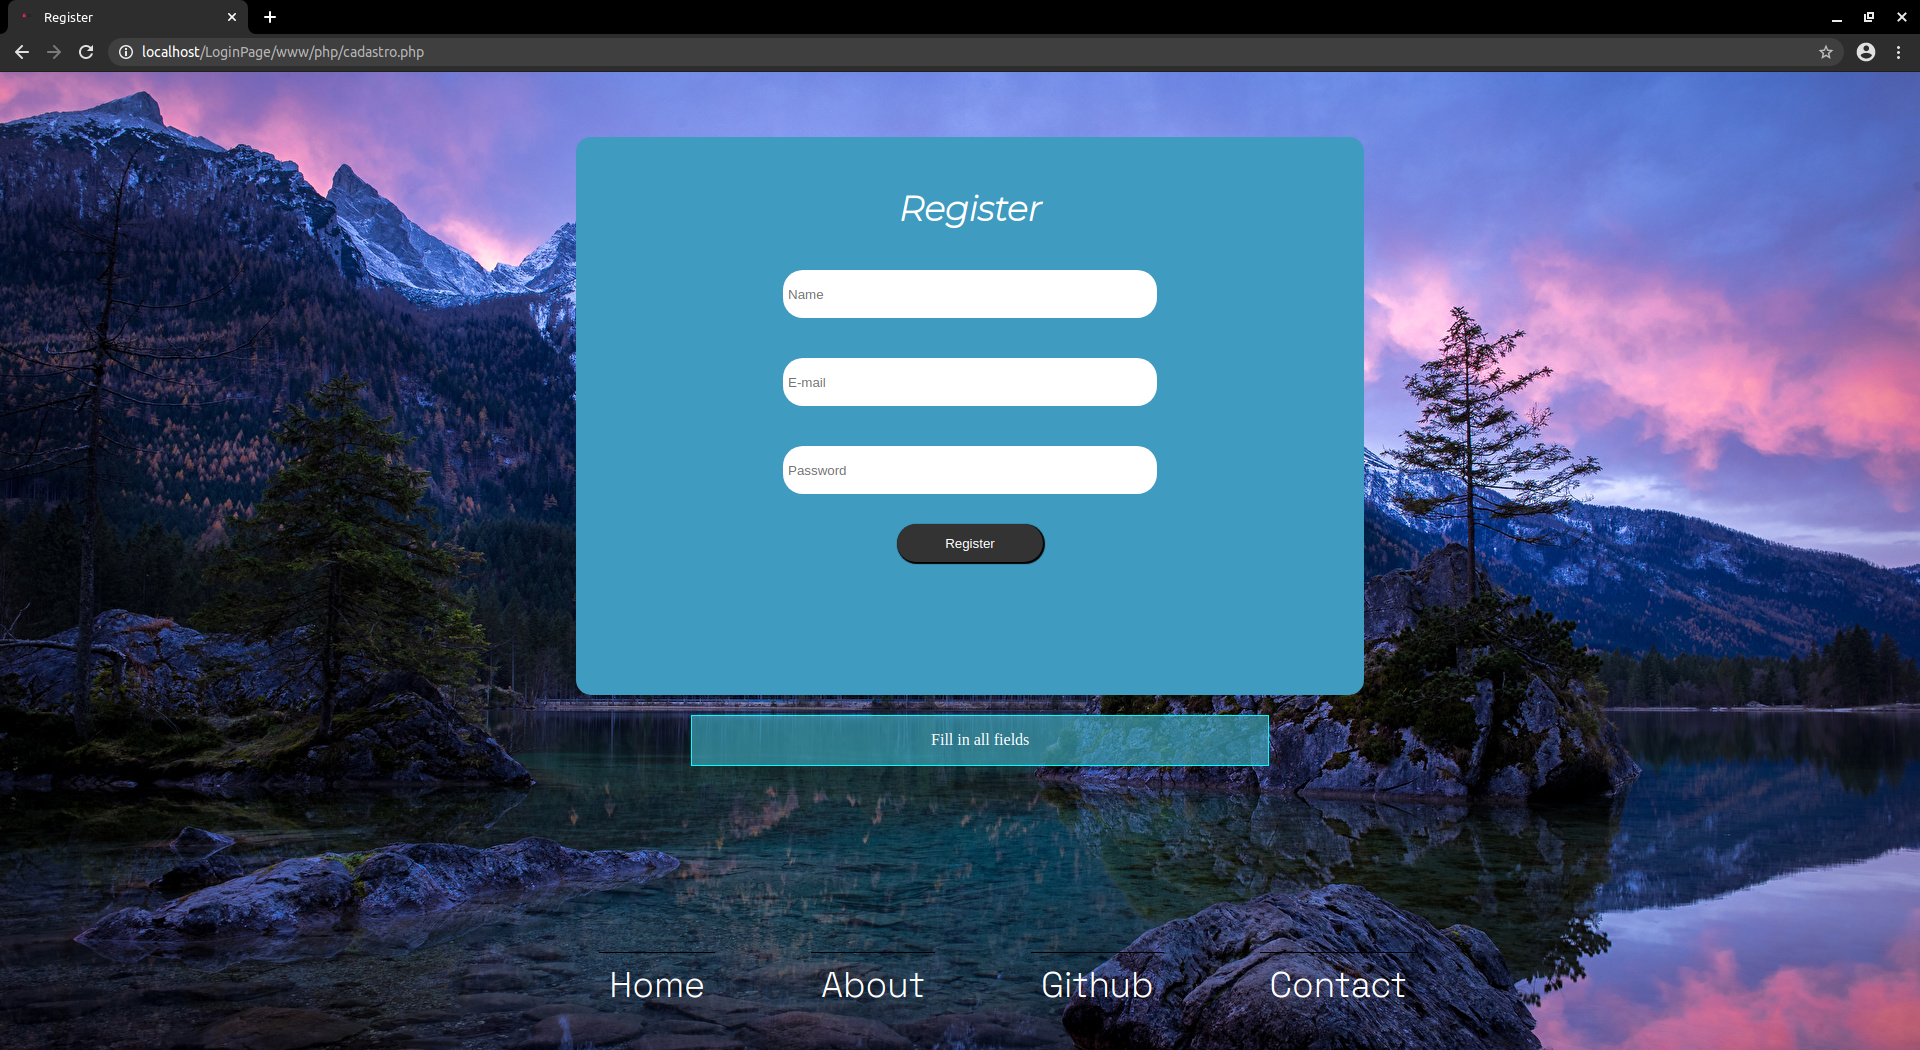 Register
localhost/LoginPage/www/php/cadastro.php
Register
Name
E-mail
Password
Register
Fill in all fields
Home About Github Contact